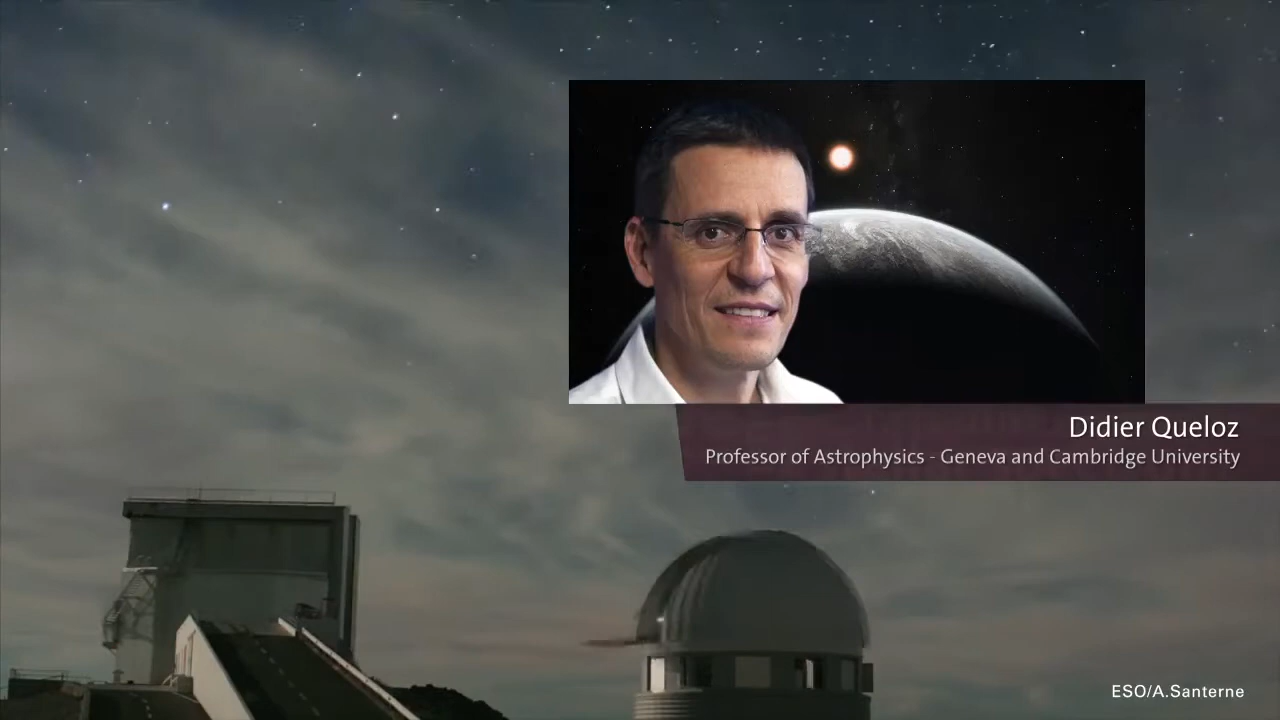 Didier Queloz
Professor of Astrophysics - Geneva and Cambridge University
ESO/A.Santerne